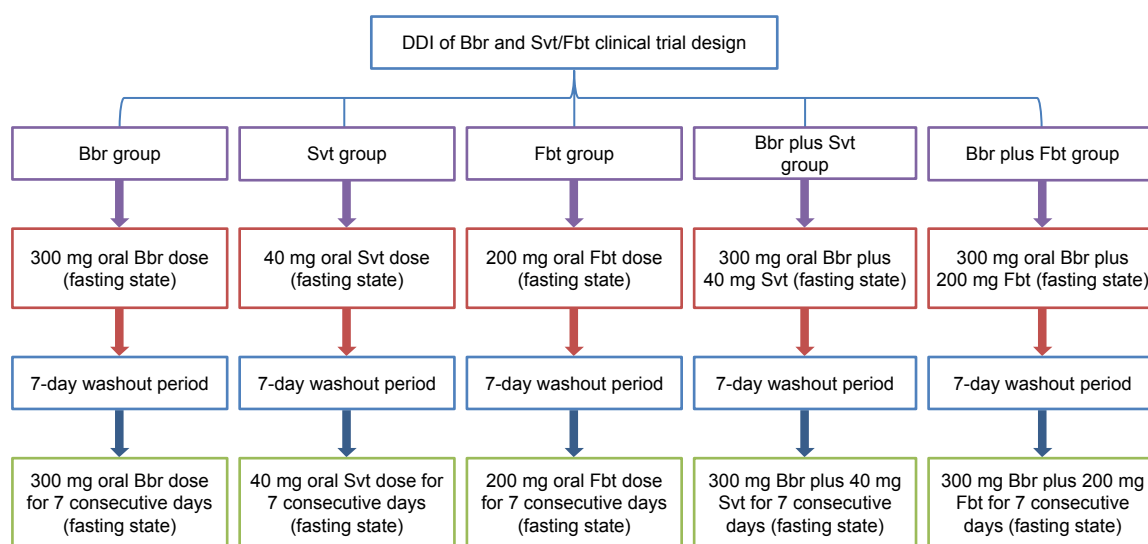 DDI of Bbr and Svt/Fbt clinical trial design
Bbr group
Svt group
Fbt group
Bbr plus Svt
group
Bbr plus Fbt group
300 mg oral Bbr dose
(fasting state)
40 mg oral Svt dose
(fasting state)
200 mg oral Fbt dose
(fasting state)
300 mg oral Bbr plus
40 mg Svt (fasting state)
300 mg oral Bbr plus
200 mg Fbt (fasting state)
7-day washout period
7-day washout period
7-day washout period
7-day washout period
7-day washout period
300 mg oral Bbr dose
for 7 consecutive days
(fasting state)
40 mg oral Svt dose for
7 consecutive days
(fasting state)
200 mg oral Fbt dose
for 7 consecutive days
(fasting state)
300 mg Bbr plus 40 mg
Svt for 7 consecutive
days (fasting state)
300 mg Bbr plus 200 mg
Fbt for 7 consecutive
days (fasting state)